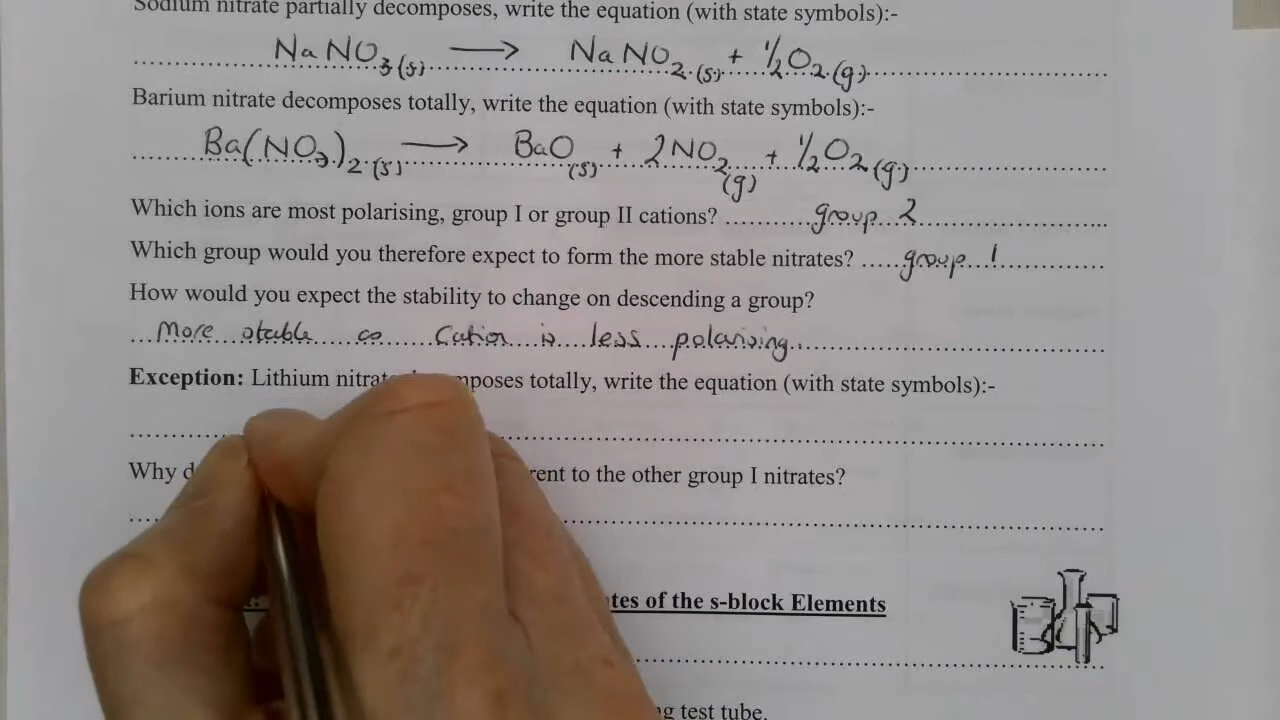 Sodium nitrate partially decomposes, write the equation (with state symbols):-
NaNO3(s) ⟶ NaNO2(s) + ½O2(g)
Barium nitrate decomposes totally, write the equation (with state symbols):-
Ba(NO3)2(s) ⟶ BaO(s) + 2NO2(g) + ½O2(g)
Which ions are most polarising, group I or group II cations? ..........group 2
Which group would you therefore expect to form the more stable nitrates? .....group 1
How would you expect the stability to change on descending a group?
More stable as cation is less polarising.
Exception: Lithium totally, write the equation (with state symbols):-
Why to the other group I nitrates?
of the s-block Elements
test tube.